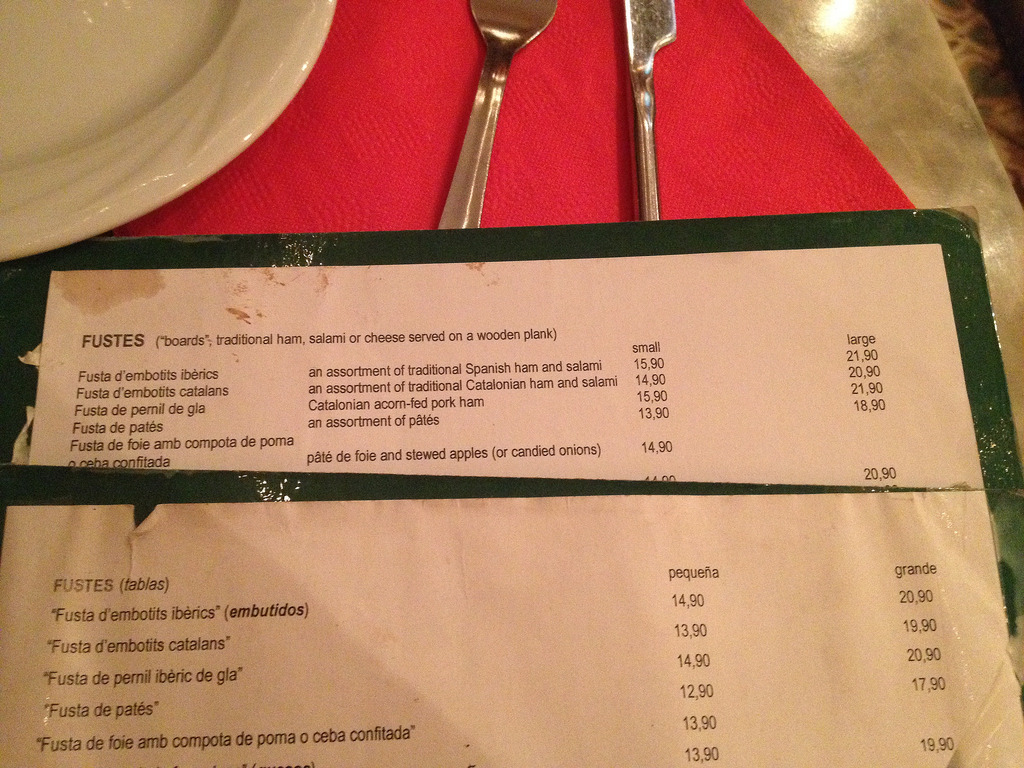 FUSTES ("boards", traditional ham, salami or cheese served on a wooden plank)
small large
Fusta d'embotits ibèrics an assortment of traditional Spanish ham and salami 15,90 21,90
Fusta d'embotits catalans an assortment of traditional Catalonian ham and salami 14,90 20,90
Fusta de pernil de gla Catalonian acorn-fed pork ham 15,90 21,90
Fusta de patés an assortment of pâtés 13,90 18,90
Fusta de foie amb compota de poma
o ceba confitada pâté de foie and stewed apples (or candied onions) 14,90
14,90 20,90
FUSTES (tablas) pequeña grande
"Fusta d'embotits ibèrics" (embutidos) 14,90 20,90
"Fusta d'embotits catalans" 13,90 19,90
"Fusta de pernil ibèric de gla" 14,90 20,90
"Fusta de patés" 12,90 17,90
"Fusta de foie amb compota de poma o ceba confitada" 13,90
13,90 19,90